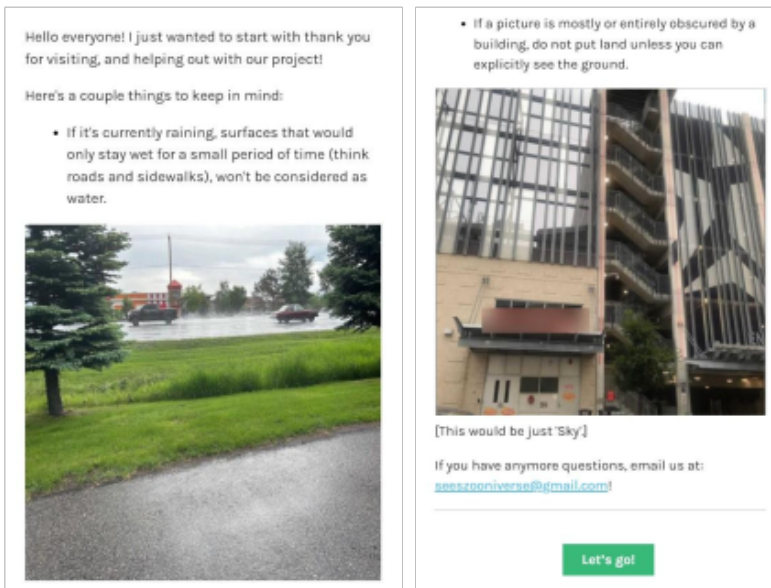 Hello everyone! I just wanted to start with thank you
for visiting, and helping out with our project!
Here's a couple things to keep in mind:
• If it's currently raining, surfaces that would
only stay wet for a small period of time (think
roads and sidewalks), won't be considered as
water.
• If a picture is mostly or entirely obscured by a
building, do not put land unless you can
explicitly see the ground.
[This would be just 'Sky'.]
If you have anymore questions, email us at:
seeszooniverse@gmail.com!
Let's go!